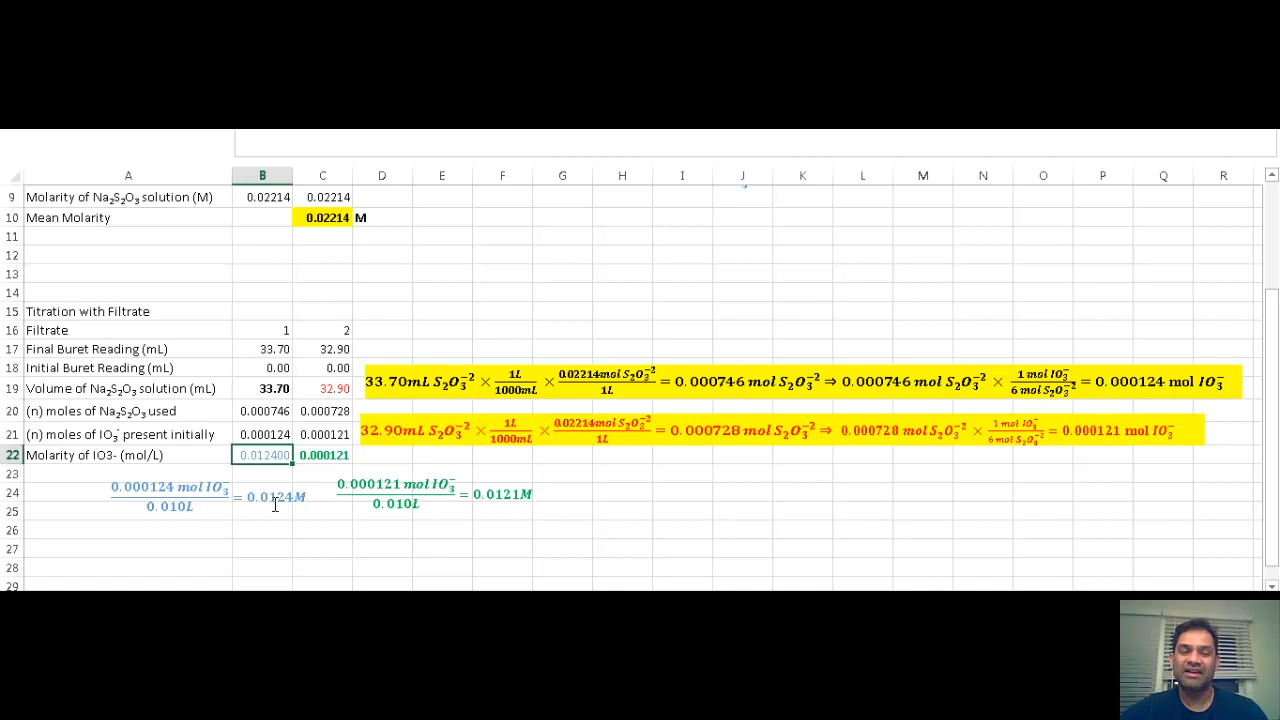 A B C D E F G H I J K L M N O P Q R
9 Molarity of Na₂S₂O₃ solution (M) 0.02214 0.02214
10 Mean Molarity 0.02214 M
11
12
13
14
15 Titration with Filtrate
16 Filtrate 1 2
17 Final Buret Reading (mL) 33.70 32.90
18 Initial Buret Reading (mL) 0.00 0.00
19 Volume of Na₂S₂O₃ solution (mL) 33.70 32.90
33.70mL S₂O₃⁻² × 1L/1000mL × 0.02214mol S₂O₃⁻²/1L = 0.000746 mol S₂O₃⁻² ⇒ 0.000746 mol S₂O₃⁻² × 1 mol IO₃⁻/6 mol S₂O₃⁻² = 0.000124 mol IO₃⁻
20 (n) moles of Na₂S₂O₃ used 0.000746 0.000728
21 (n) moles of IO₃⁻ present initially 0.000124 0.000121
32.90mL S₂O₃⁻² × 1L/1000mL × 0.02214mol S₂O₃⁻²/1L = 0.000728 mol S₂O₃⁻² ⇒ 0.000728 mol S₂O₃⁻² × 1 mol IO₃⁻/6 mol S₂O₃⁻² = 0.000121 mol IO₃⁻
22 Molarity of IO3- (mol/L) 0.012400 0.000121
23
24
0.000124 mol IO₃⁻/0.010L = 0.0124M
0.000121 mol IO₃⁻/0.010L = 0.0121M
25
26
27
28
29